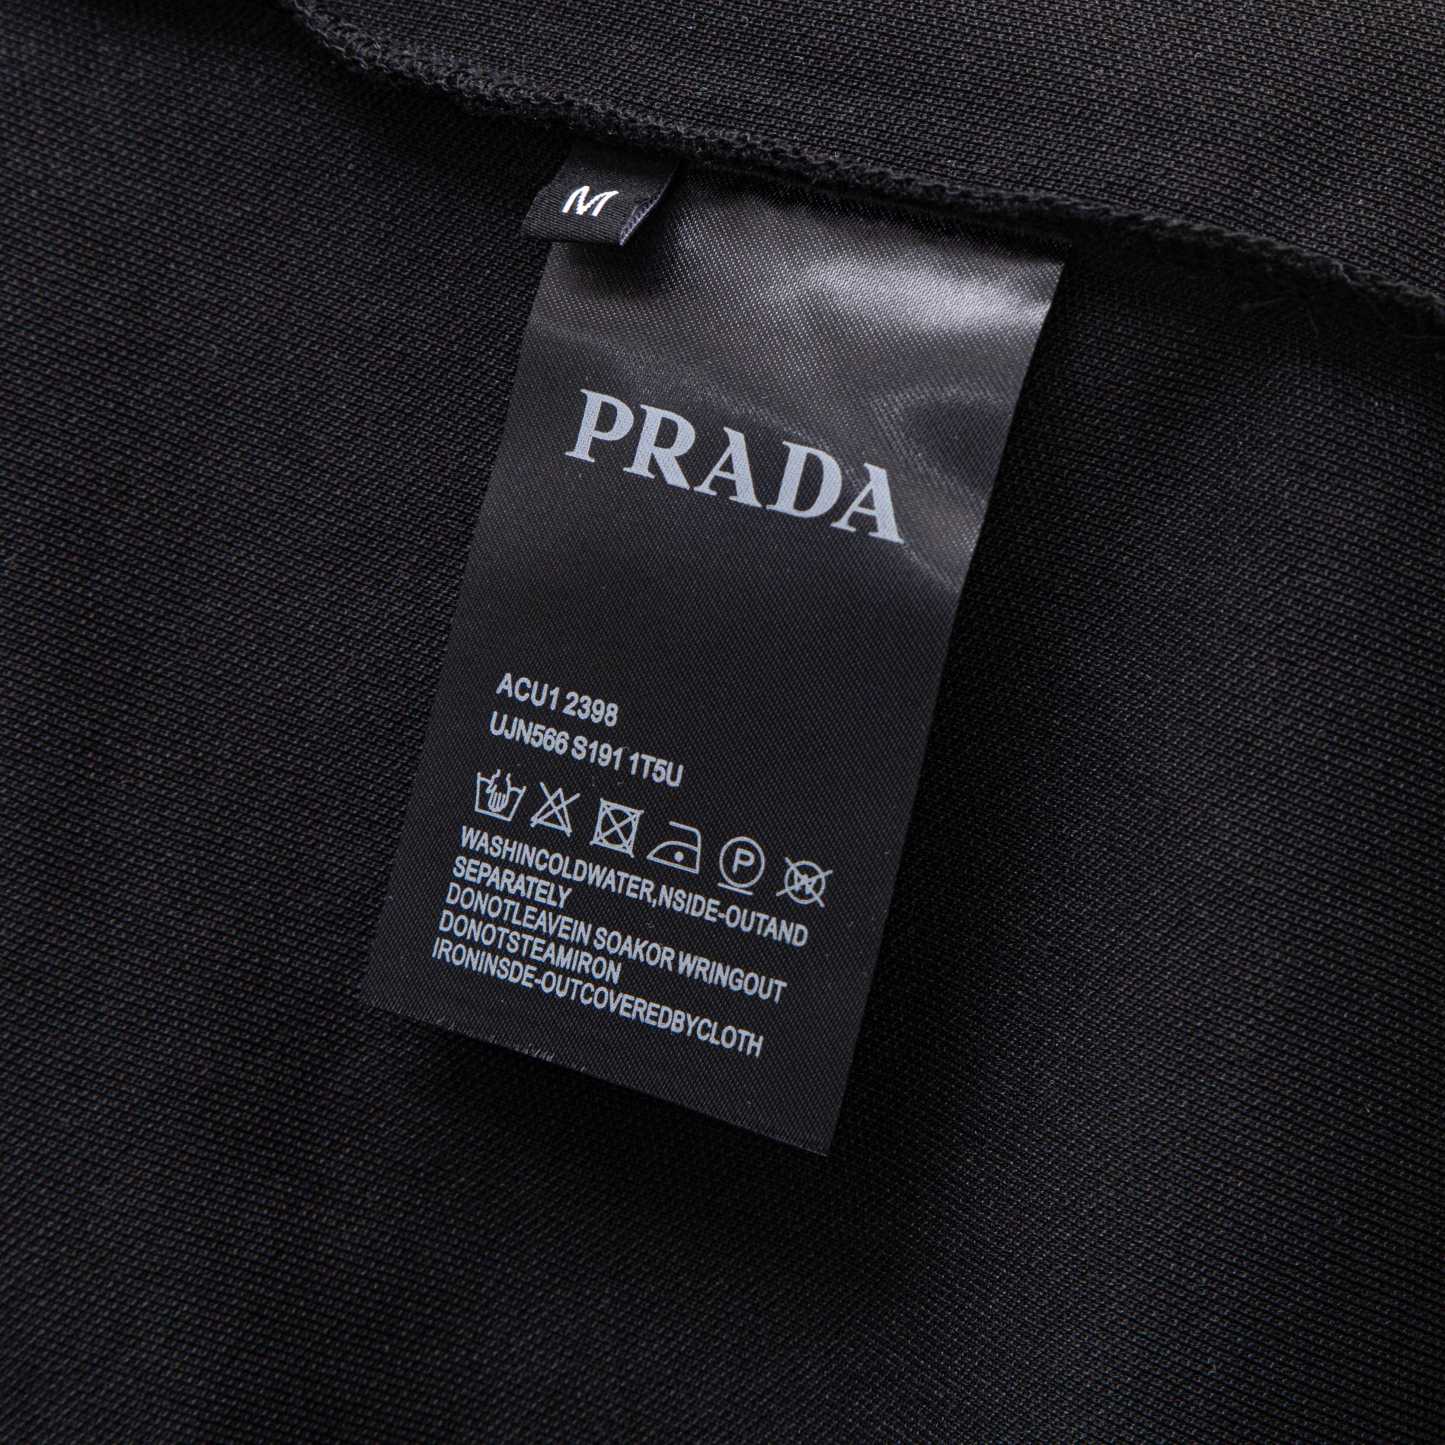 M
PRADA
ACU1 2398
UJN566 S191 1T5U
P
W
WASHINCOLDWATER,NSIDE-OUTAND
SEPARATELY
DONOTLEAVEIN SOAKOR WRINGOUT
DONOTSTEAMIRON
IRONINSDE-OUTCOVEREDBYCLOTH